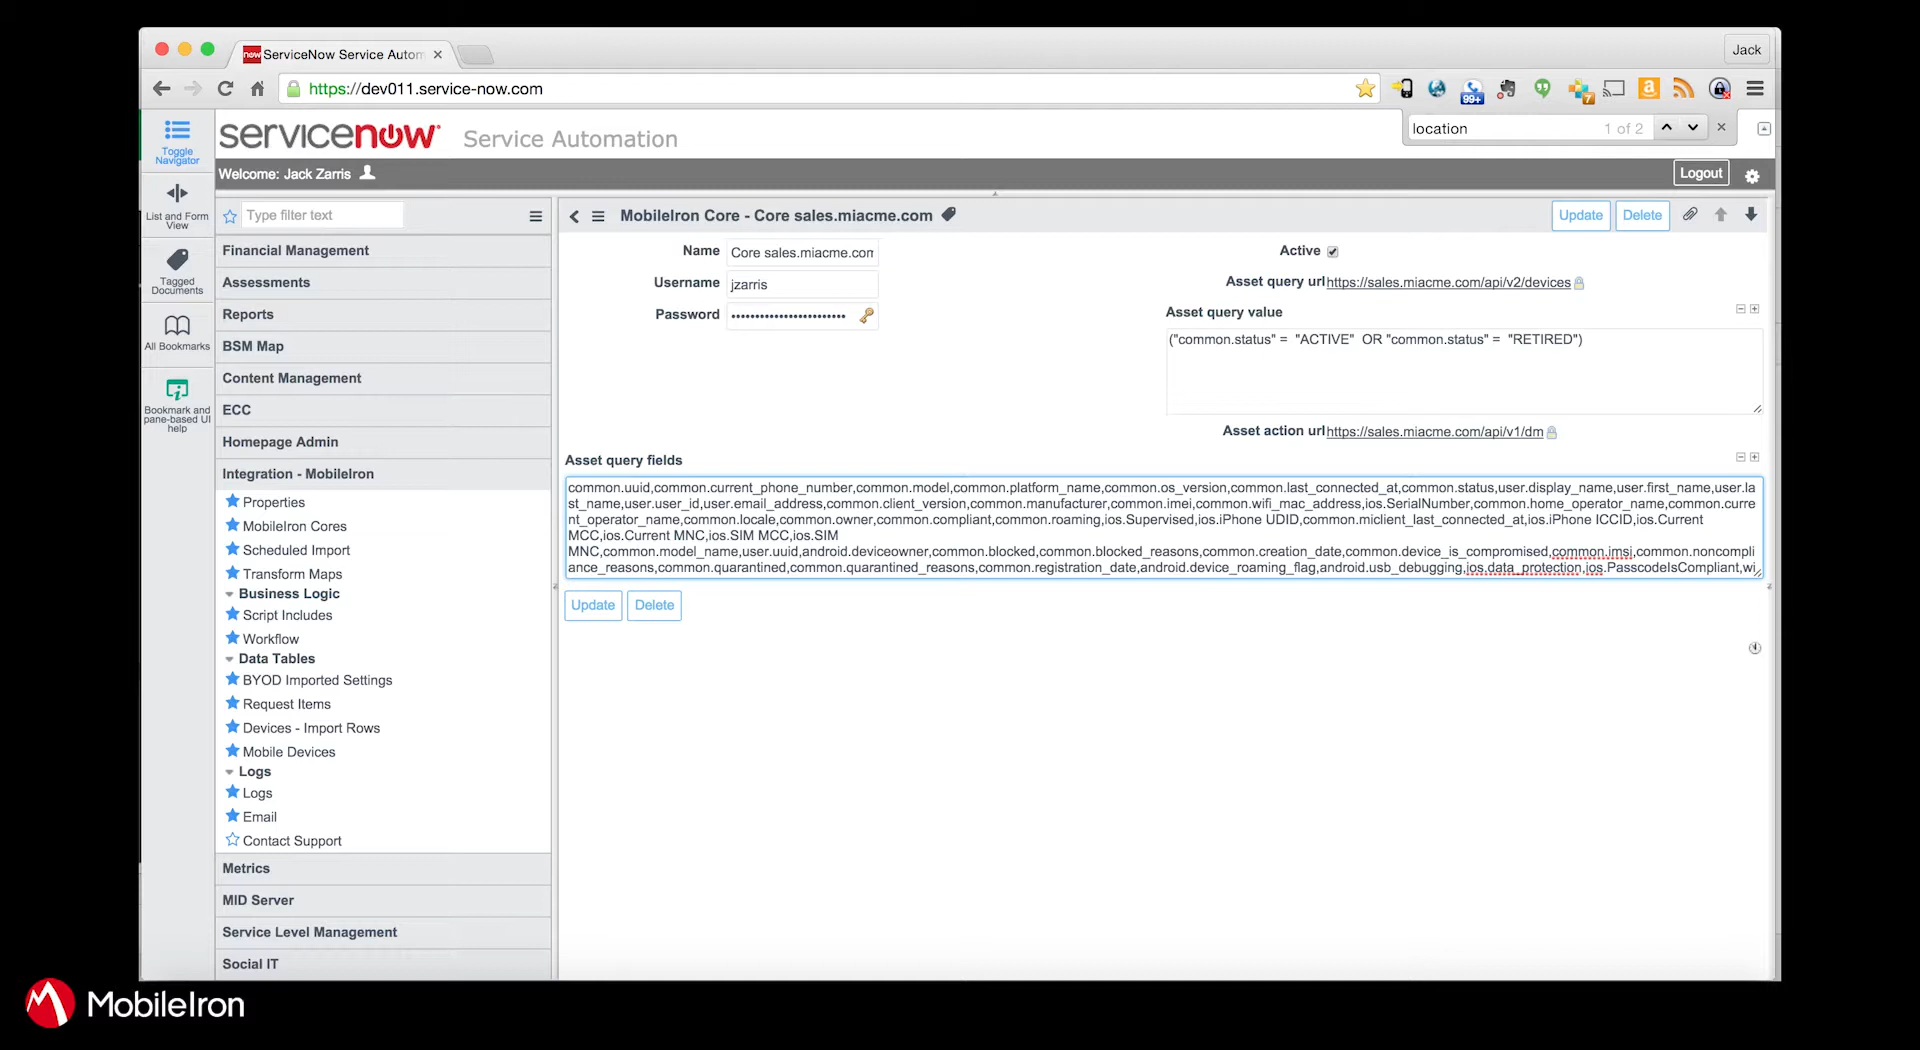 ServiceNow Service Autom
Jack
https://dev011.service-now.com
99+
7
location
1 of 2
servicenow
Service Automation
Welcome: Jack Zarris
Logout
Toggle
Navigator
List and Form
View
Tagged
Documents
All Bookmarks
Bookmark and
pane-based UI
help
Type filter text
Financial Management
Assessments
Reports
BSM Map
Content Management
ECC
Homepage Admin
Integration - MobileIron
Properties
MobileIron Cores
Scheduled Import
Transform Maps
Business Logic
Script Includes
Workflow
Data Tables
BYOD Imported Settings
Request Items
Devices - Import Rows
Mobile Devices
Logs
Logs
Email
Contact Support
Metrics
MID Server
Service Level Management
Social IT
MobileIron Core - Core sales.miacme.com
Update
Delete
Name
Core sales.miacme.com
Username
jzarris
Password
Active
Asset query url https://sales.miacme.com/api/v2/devices
Asset query value
("common.status" = "ACTIVE" OR "common.status" = "RETIRED")
Asset action url https://sales.miacme.com/api/v1/dm
Asset query fields
common.uuid,common.current_phone_number,common.model,common.platform_name,common.os_version,common.last_connected_at,common.status,user.display_name,user.first_name,user.la
st_name,user.user_id,user.email_address,common.client_version,common.manufacturer,common.imei,common.wifi_mac_address,ios.SerialNumber,common.home_operator_name,common.curre
nt_operator_name,common.locale,common.owner,common.compliant,common.roaming,ios.Supervised,ios.iPhone UDID,common.miclient_last_connected_at,ios.iPhone ICCID,ios.Current
MCC,ios.Current MNC,ios.SIM MCC,ios.SIM
MNC,common.model_name,user.uuid,android.deviceowner,common.blocked,common.blocked_reasons,common.creation_date,common.device_is_compromised,common.imsi,common.noncompli
ance_reasons,common.quarantined,common.quarantined_reasons,common.registration_date,android.device_roaming_flag,android.usb_debugging,ios.data_protection,ios.PasscodeIsCompliant,wi
Update
Delete
MobileIron